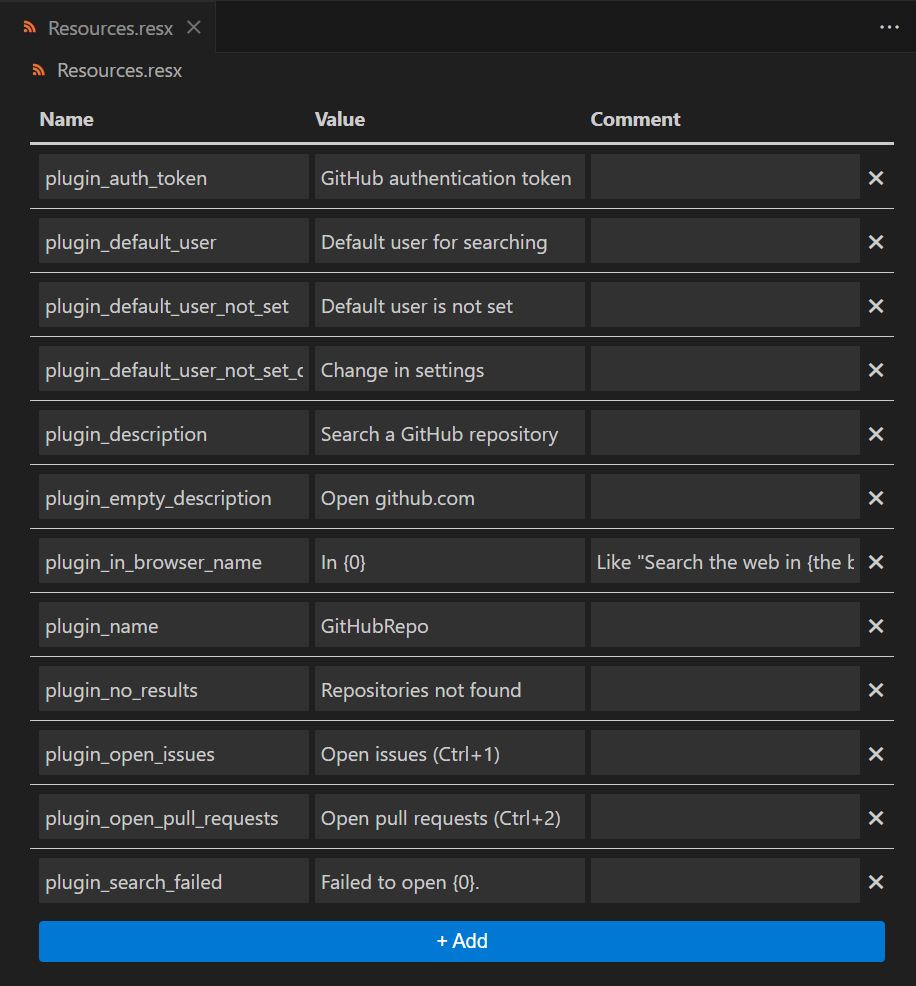 Resources.resx
Resources.resx
Name Value Comment
plugin_auth_token GitHub authentication token
plugin_default_user Default user for searching
plugin_default_user_not_set Default user is not set
plugin_default_user_not_set_ Change in settings
plugin_description Search a GitHub repository
plugin_empty_description Open github.com
plugin_in_browser_name In {0} Like "Search the web in {the
plugin_name GitHubRepo
plugin_no_results Repositories not found
plugin_open_issues Open issues (Ctrl+1)
plugin_open_pull_requests Open pull requests (Ctrl+2)
plugin_search_failed Failed to open {0}.
+ Add